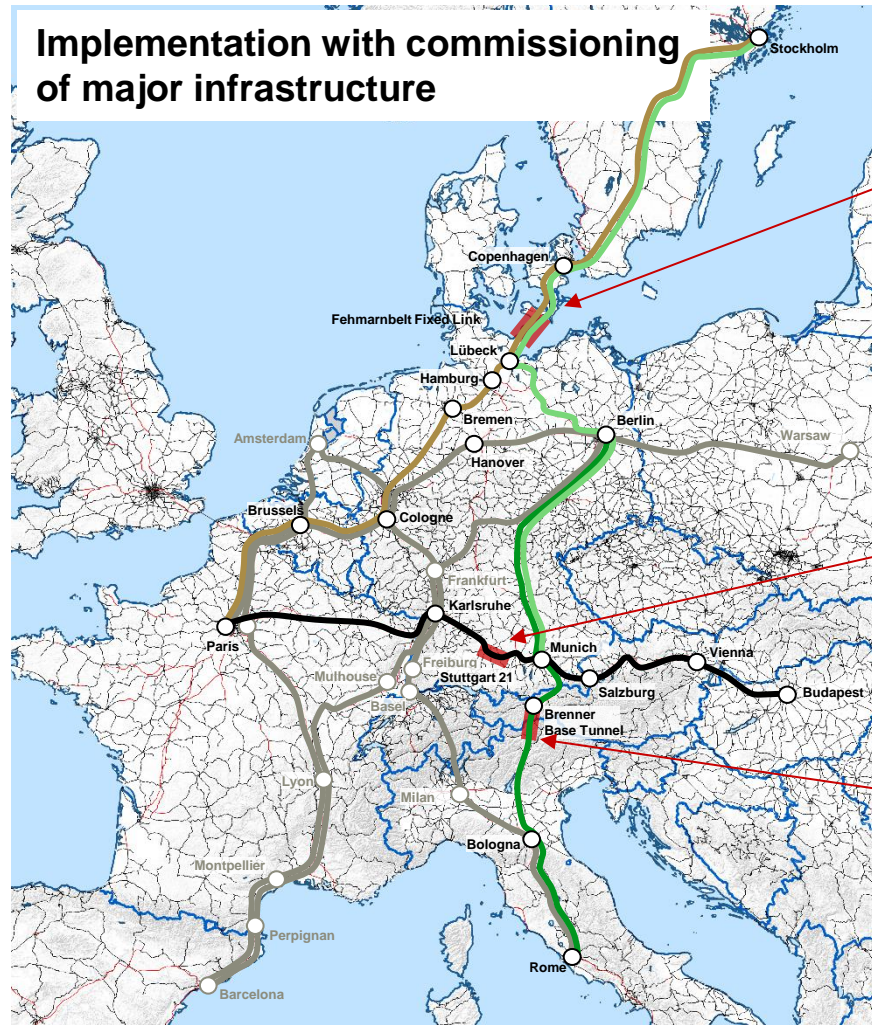 Implementation with commissioning
of major infrastructure
Stockholm
Copenhagen
Fehmarnbelt Fixed Link
Lübeck
Hamburg
Bremen
Berlin
Amsterdam
Hanover
Warsaw
Brussels
Cologne
Frankfurt
Karlsruhe
Paris
Munich
Vienna
Mulhouse
Freiburg
Stuttgart 21
Salzburg
Budapest
Basel
Brenner
Base Tunnel
Lyon
Milan
Bologna
Montpellier
Perpignan
Rome
Barcelona